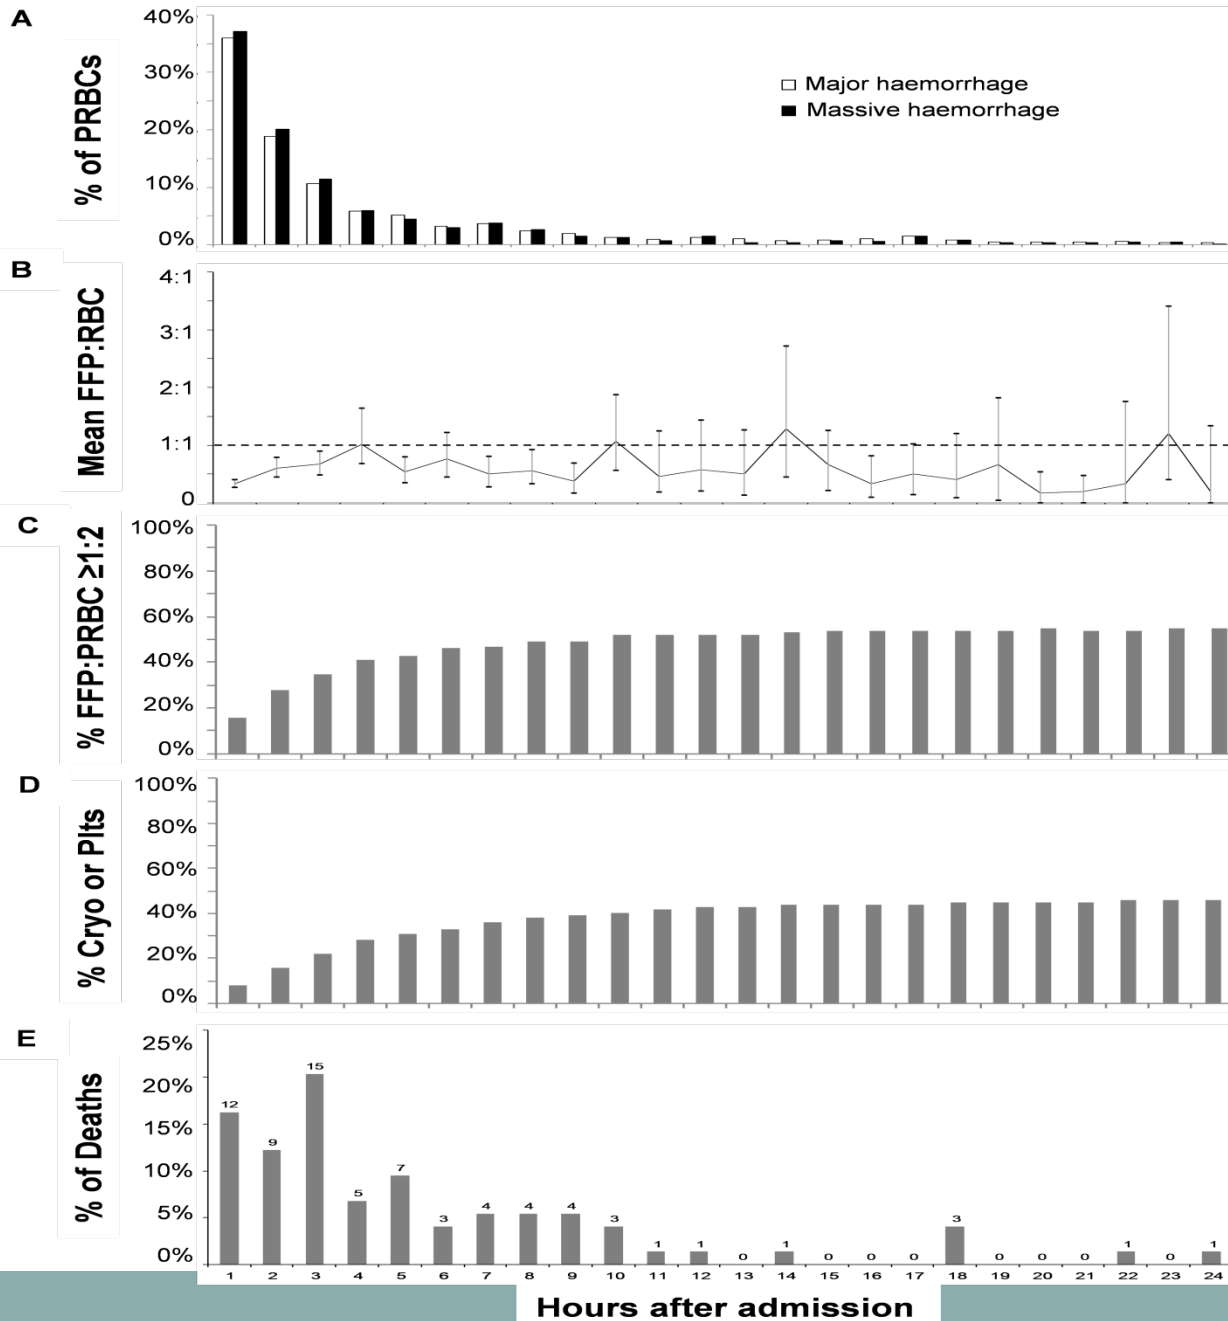 A
% of PRBCs
40%
30%
20%
10%
0%
Major haemorrhage
Massive haemorrhage
B
Mean FFP:RBC
4:1
3:1
2:1
1:1
0
C
% FFP:PRBC ≥1:2
100%
80%
60%
40%
20%
0%
D
% Cryo or Plts
100%
80%
60%
40%
20%
0%
E
% of Deaths
25%
20%
15%
10%
5%
0%
12 9 15 5 7 3 4 4 4 3 1 1 0 1 0 0 0 3 0 0 0 1 0 1
1 2 3 4 5 6 7 8 9 10 11 12 13 14 15 16 17 18 19 20 21 22 23 24
Hours after admission